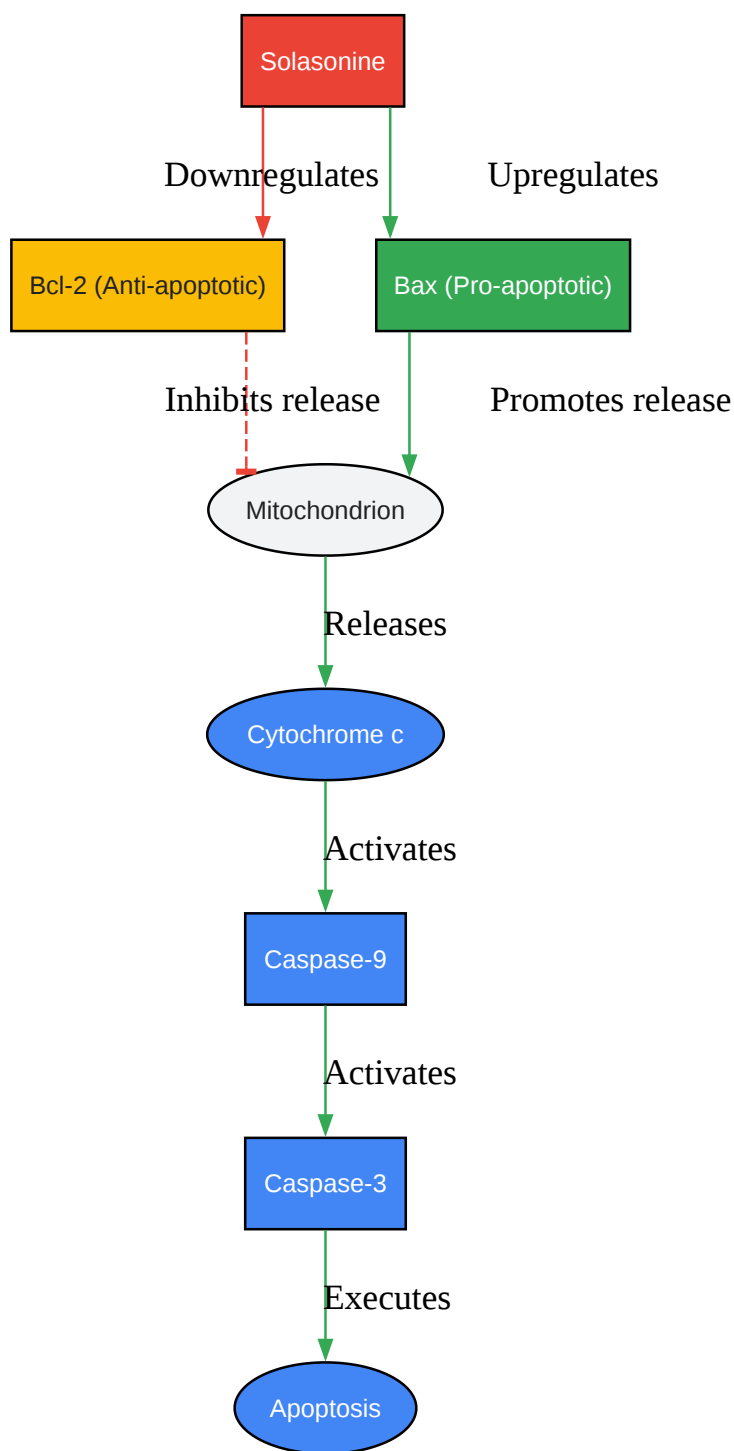 Solasonine
Downregulates
Upregulates
Bcl-2 (Anti-apoptotic)
Bax (Pro-apoptotic)
Inhibits release
Promotes release
Mitochondrion
Releases
Cytochrome c
Activates
Caspase-9
Activates
Caspase-3
Executes
Apoptosis